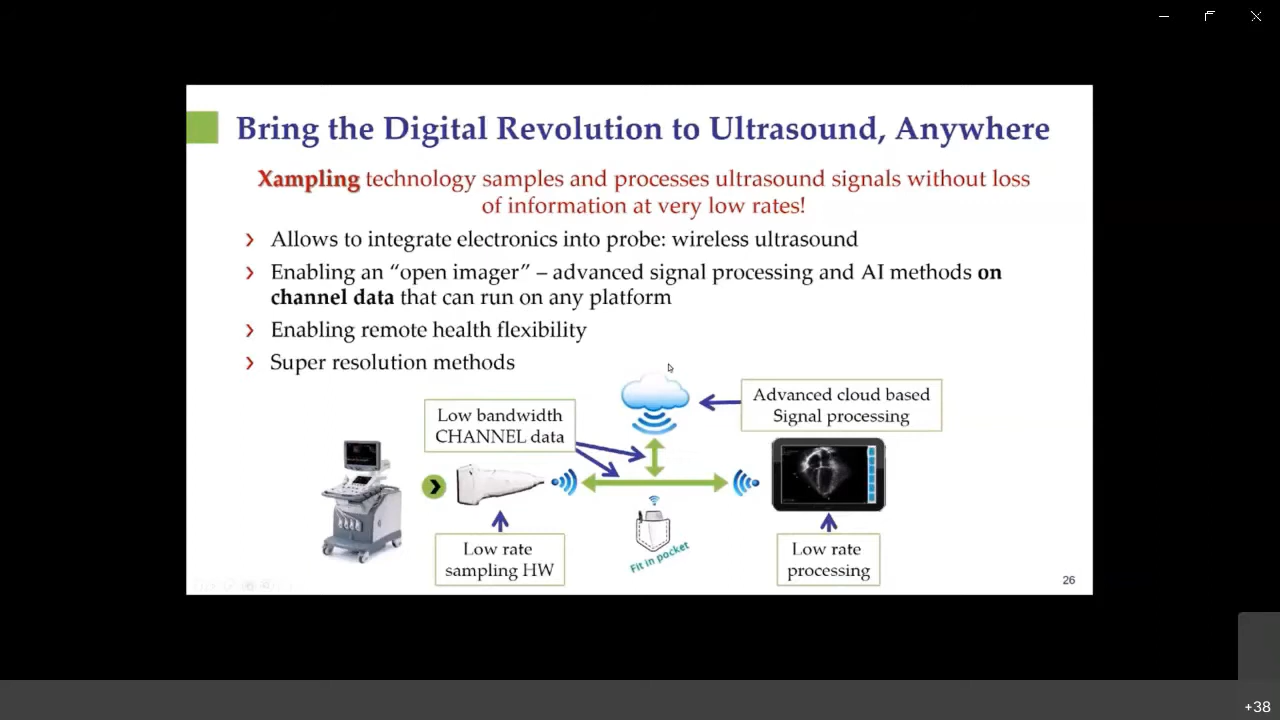 Bring the Digital Revolution to Ultrasound, Anywhere
Xampling technology samples and processes ultrasound signals without loss
of information at very low rates!
Allows to integrate electronics into probe: wireless ultrasound
Enabling an “open imager” – advanced signal processing and AI methods on
channel data that can run on any platform
Enabling remote health flexibility
Super resolution methods
Low bandwidth
CHANNEL data
Advanced cloud based
Signal processing
Fit in pocket
Low rate
sampling HW
Low rate
processing
26
+38